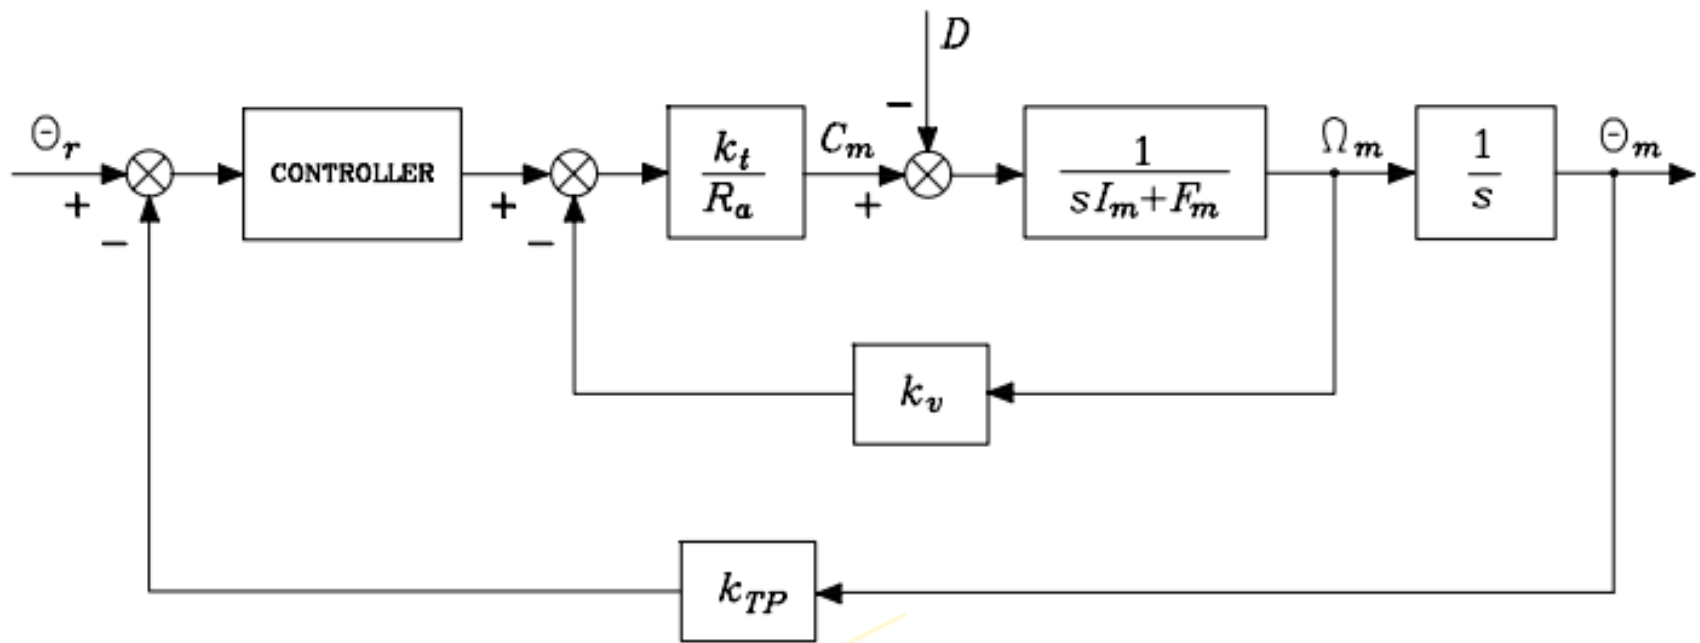 D
−
Θr
+
−
CONTROLLER
+
−
kt
Ra
Cm
+
1
sIm+Fm
Ωm
1
s
Θm
kv
kTP